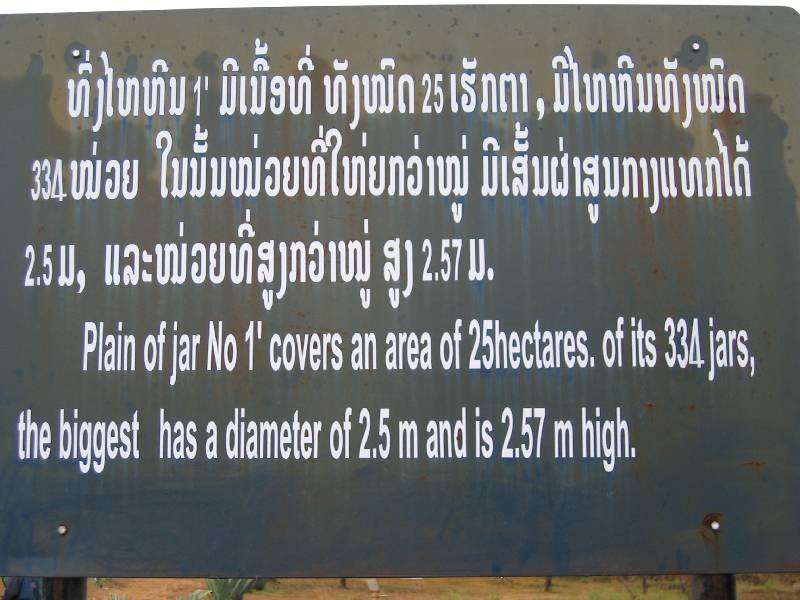 ທົ່ງໄຫຫີນ 1' ມີເນື້ອທີ່ ທັງໝົດ 25 ເຮັກຕາ, ມີໄຫຫີນທັງໝົດ
334 ໜ່ວຍ ໃນນັ້ນໜ່ວຍທີ່ໃຫ່ຍກວ່າໝູ່ ມີເສັ້ນຜ່າສູນກາງແທກໄດ້
2.5 ມ, ແລະໜ່ວຍທີ່ສູງກວ່າໝູ່ ສູງ 2.57 ມ.
Plain of jar No 1' covers an area of 25hectares. of its 334 jars,
the biggest has a diameter of 2.5 m and is 2.57 m high.